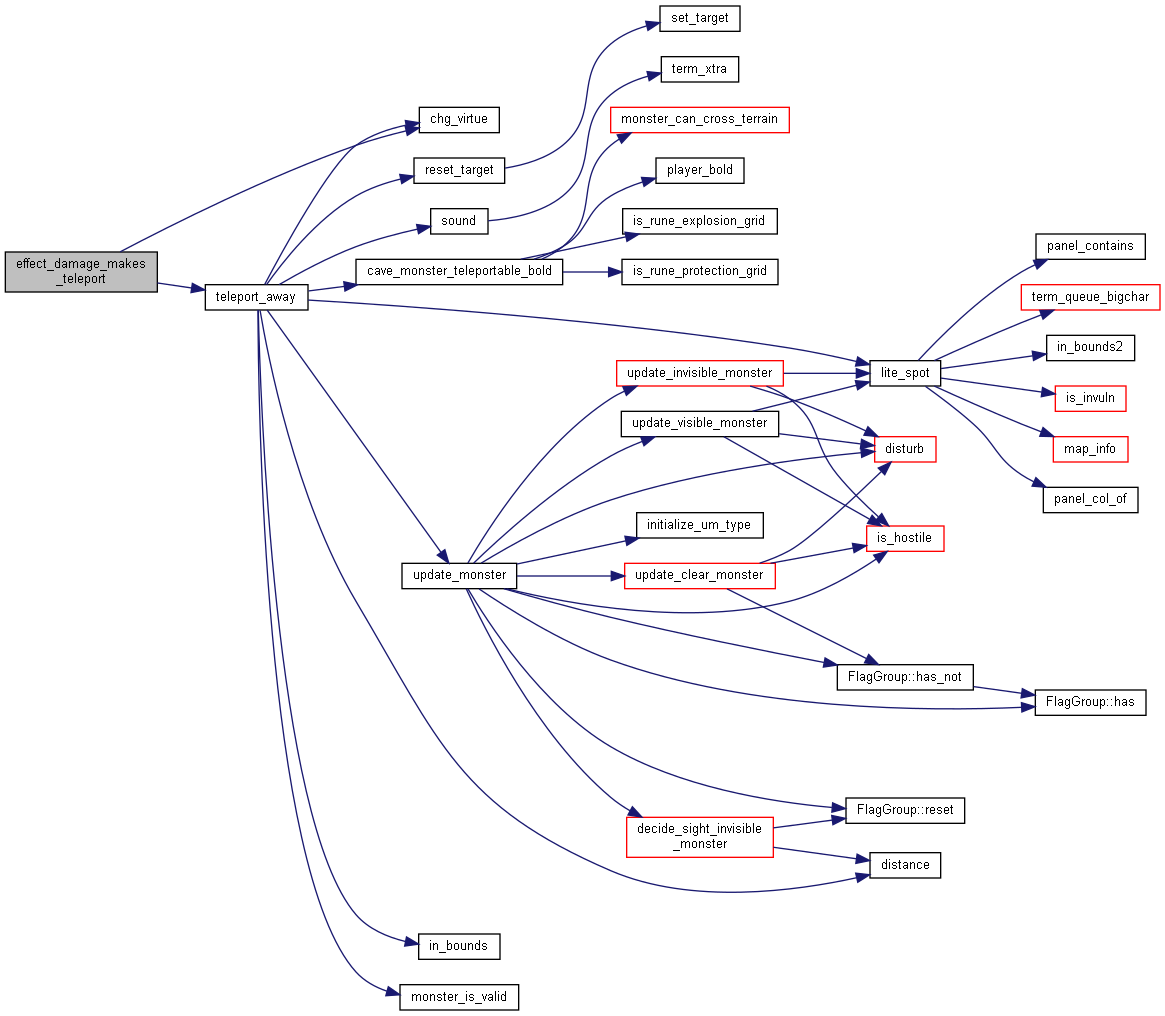 set_target
term_xtra
chg_virtue
monster_can_cross_terrain
reset_target
player_bold
sound
is_rune_explosion_grid
panel_contains
effect_damage_makes
_teleport
cave_monster_teleportable_bold
is_rune_protection_grid
teleport_away
term_queue_bigchar
in_bounds2
update_invisible_monster
lite_spot
is_invuln
update_visible_monster
disturb
map_info
panel_col_of
initialize_um_type
is_hostile
update_monster
update_clear_monster
FlagGroup::has_not
FlagGroup::has
FlagGroup::reset
decide_sight_invisible
_monster
distance
in_bounds
monster_is_valid